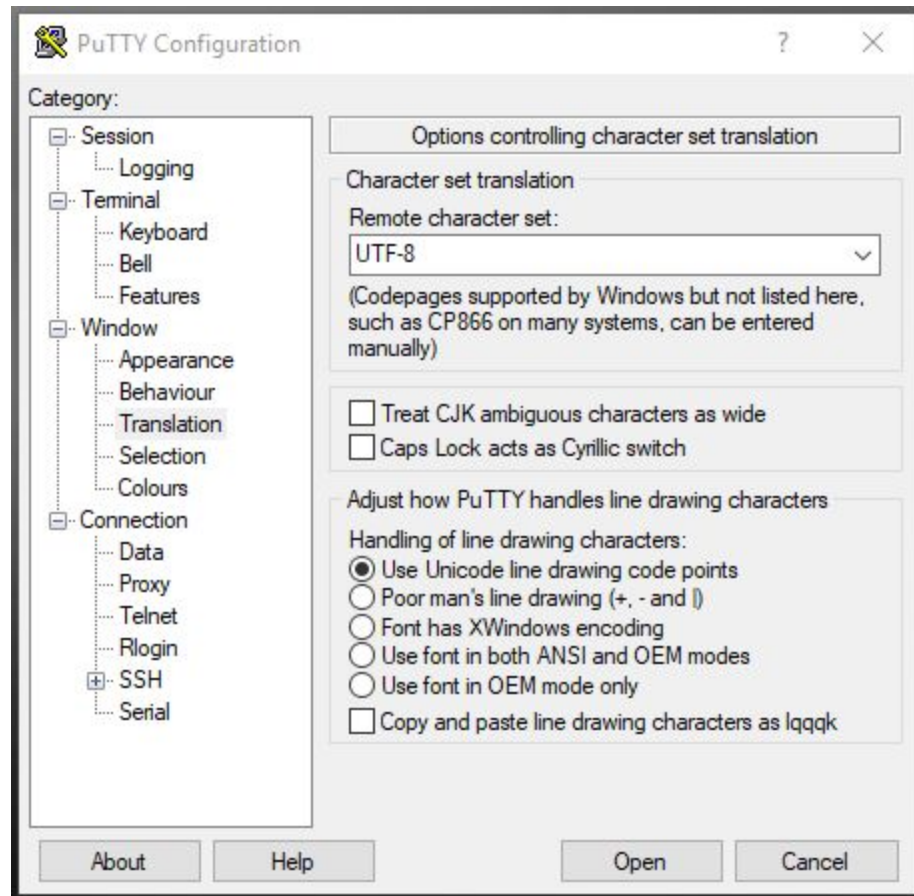 PuTTY Configuration
?
Category:
Session
Logging
Terminal
Keyboard
Bell
Features
Window
Appearance
Behaviour
Translation
Selection
Colours
Connection
Data
Proxy
Telnet
Rlogin
SSH
Serial
Options controlling character set translation
Character set translation
Remote character set:
UTF-8
(Codepages supported by Windows but not listed here,
such as CP866 on many systems, can be entered
manually)
Treat CJK ambiguous characters as wide
Caps Lock acts as Cyrillic switch
Adjust how PuTTY handles line drawing characters
Handling of line drawing characters:
Use Unicode line drawing code points
Poor man's line drawing (+, - and |)
Font has XWindows encoding
Use font in both ANSI and OEM modes
Use font in OEM mode only
Copy and paste line drawing characters as lqqqk
About
Help
Open
Cancel